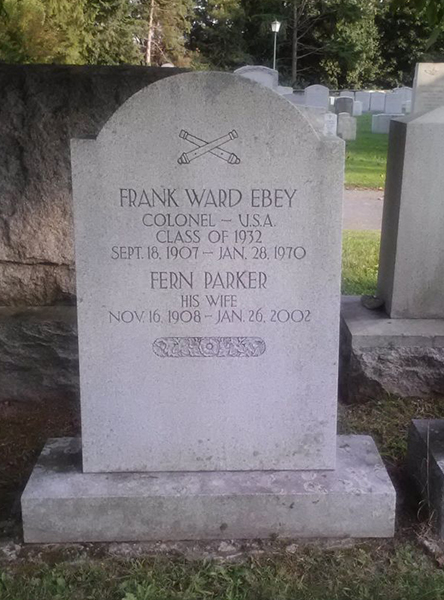 FRANK WARD EBEY
COLONEL – U.S.A.
CLASS OF 1932
SEPT. 18, 1907 – JAN. 28, 1970
FERN PARKER
HIS WIFE
NOV. 16, 1908 – JAN. 26, 2002